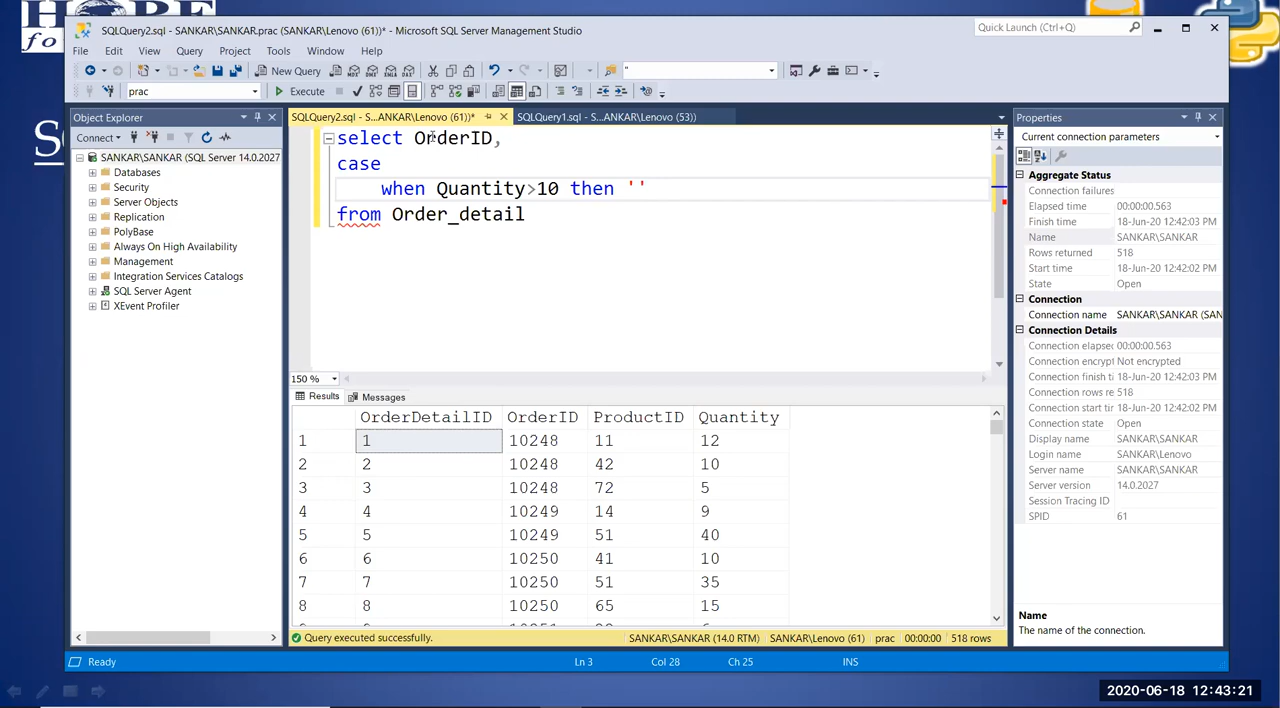 HOPE
SQLQuery2.sql - SANKAR\SANKAR.prac (SANKAR\Lenovo (61))* - Microsoft SQL Server Management Studio
Quick Launch (Ctrl+Q)
File Edit View Query Project Tools Window Help
New Query
"
prac
Execute
Object Explorer
Connect
SANKAR\SANKAR (SQL Server 14.0.2027
Databases
Security
Server Objects
Replication
PolyBase
Always On High Availability
Management
Integration Services Catalogs
SQL Server Agent
XEvent Profiler
SQLQuery2.sql - S...ANKAR\Lenovo (61))*
SQLQuery1.sql - S...ANKAR\Lenovo (53))
select OrderID,
case
when Quantity>10 then ''
from Order_detail
150 %
Results Messages
OrderDetailID OrderID ProductID Quantity
1 1 10248 11 12
2 2 10248 42 10
3 3 10248 72 5
4 4 10249 14 9
5 5 10249 51 40
6 6 10250 41 10
7 7 10250 51 35
8 8 10250 65 15
Query executed successfully. SANKAR\SANKAR (14.0 RTM) SANKAR\Lenovo (61) prac 00:00:00 518 rows
Properties
Current connection parameters
Aggregate Status
Connection failures
Elapsed time 00:00:00.563
Finish time 18-Jun-20 12:42:03 PM
Name SANKAR\SANKAR
Rows returned 518
Start time 18-Jun-20 12:42:02 PM
State Open
Connection
Connection name SANKAR\SANKAR (SAN
Connection Details
Connection elapsed 00:00:00.563
Connection encrypt Not encrypted
Connection finish ti 18-Jun-20 12:42:03 PM
Connection rows re 518
Connection start tim 18-Jun-20 12:42:02 PM
Connection state Open
Display name SANKAR\SANKAR
Login name SANKAR\Lenovo
Server name SANKAR\SANKAR
Server version 14.0.2027
Session Tracing ID
SPID 61
Name
The name of the connection.
Ready Ln 3 Col 28 Ch 25 INS
2020-06-18 12:43:21